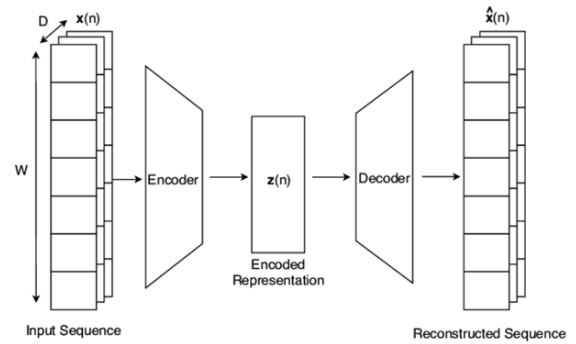 D
x(n)
x̂(n)
W
Encoder
z(n)
Decoder
Encoded
Representation
Input Sequence
Reconstructed Sequence